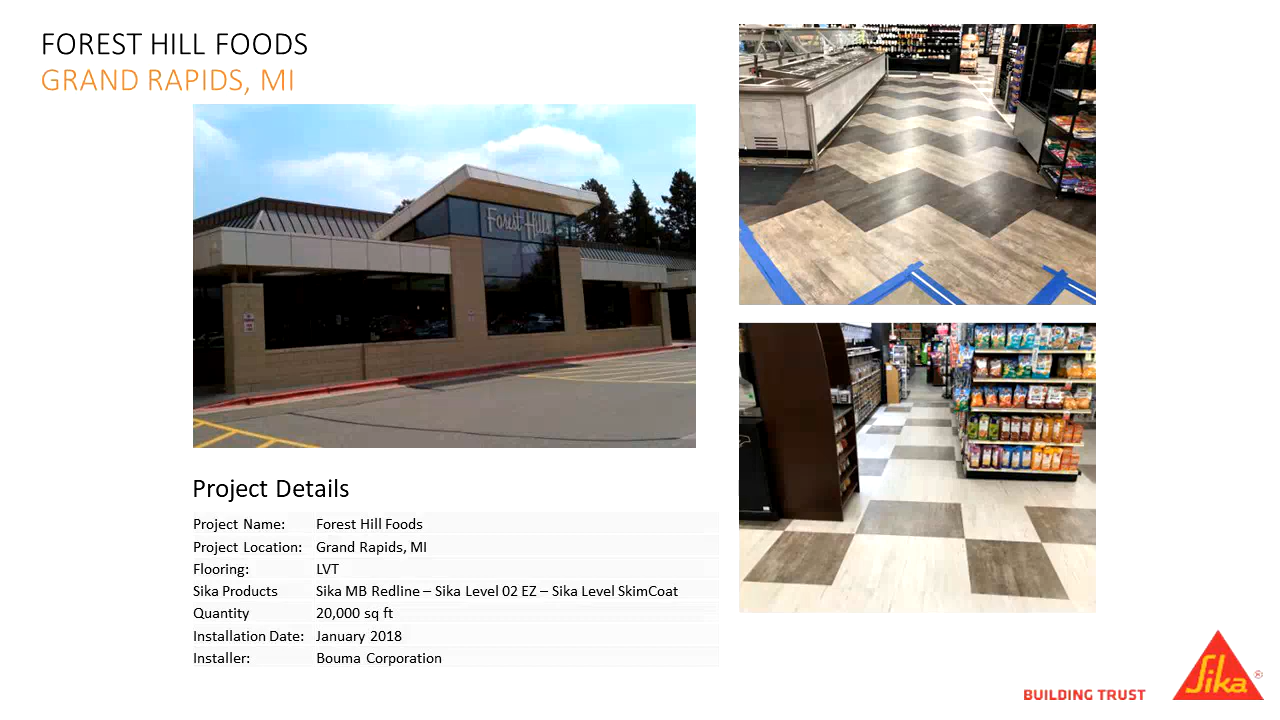 FOREST HILL FOODS
GRAND RAPIDS, MI
Forest Hills
Project Details
Project Name: Forest Hill Foods
Project Location: Grand Rapids, MI
Flooring: LVT
Sika Products Sika MB Redline – Sika Level 02 EZ – Sika Level SkimCoat
Quantity 20,000 sq ft
Installation Date: January 2018
Installer: Bouma Corporation
BUILDING TRUST
Sika®